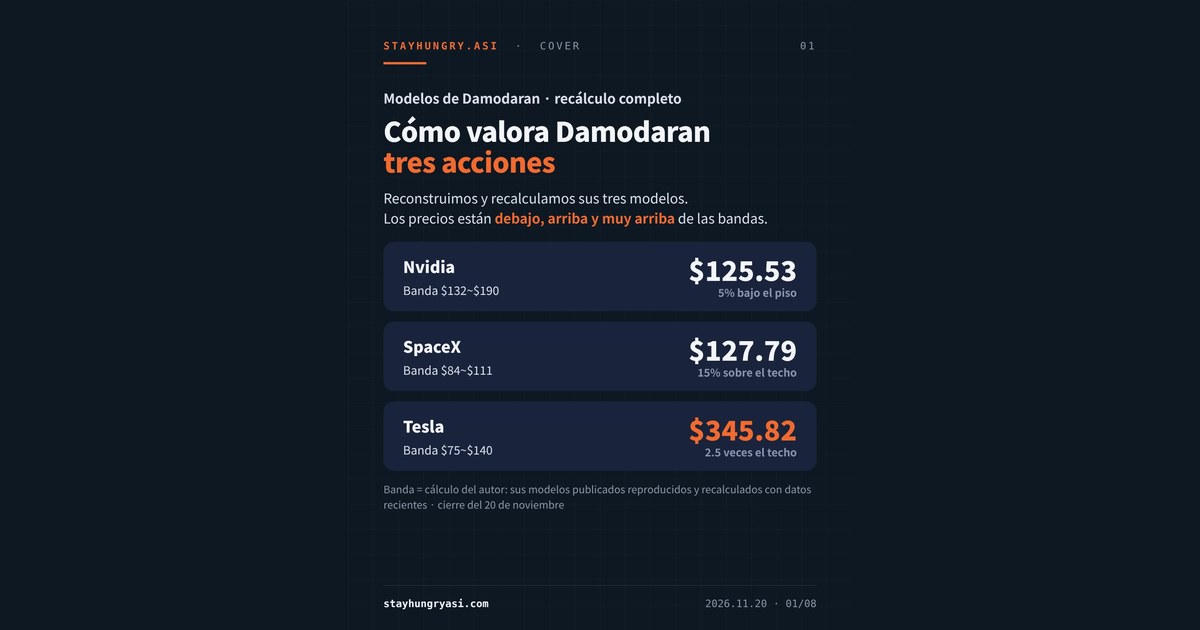 STAYHUNGRY.ASI · COVER 01
Modelos de Damodaran · recálculo completo
Cómo valora Damodaran
tres acciones
Reconstruimos y recalculamos sus tres modelos.
Los precios están debajo, arriba y muy arriba de las bandas.
Nvidia
Banda $132~$190
$125.53
5% bajo el piso
SpaceX
Banda $84~$111
$127.79
15% sobre el techo
Tesla
Banda $75~$140
$345.82
2.5 veces el techo
Banda = cálculo del autor: sus modelos publicados reproducidos y recalculados con datos
recientes · cierre del 20 de noviembre
stayhungryasi.com
2026.11.20 · 01/08